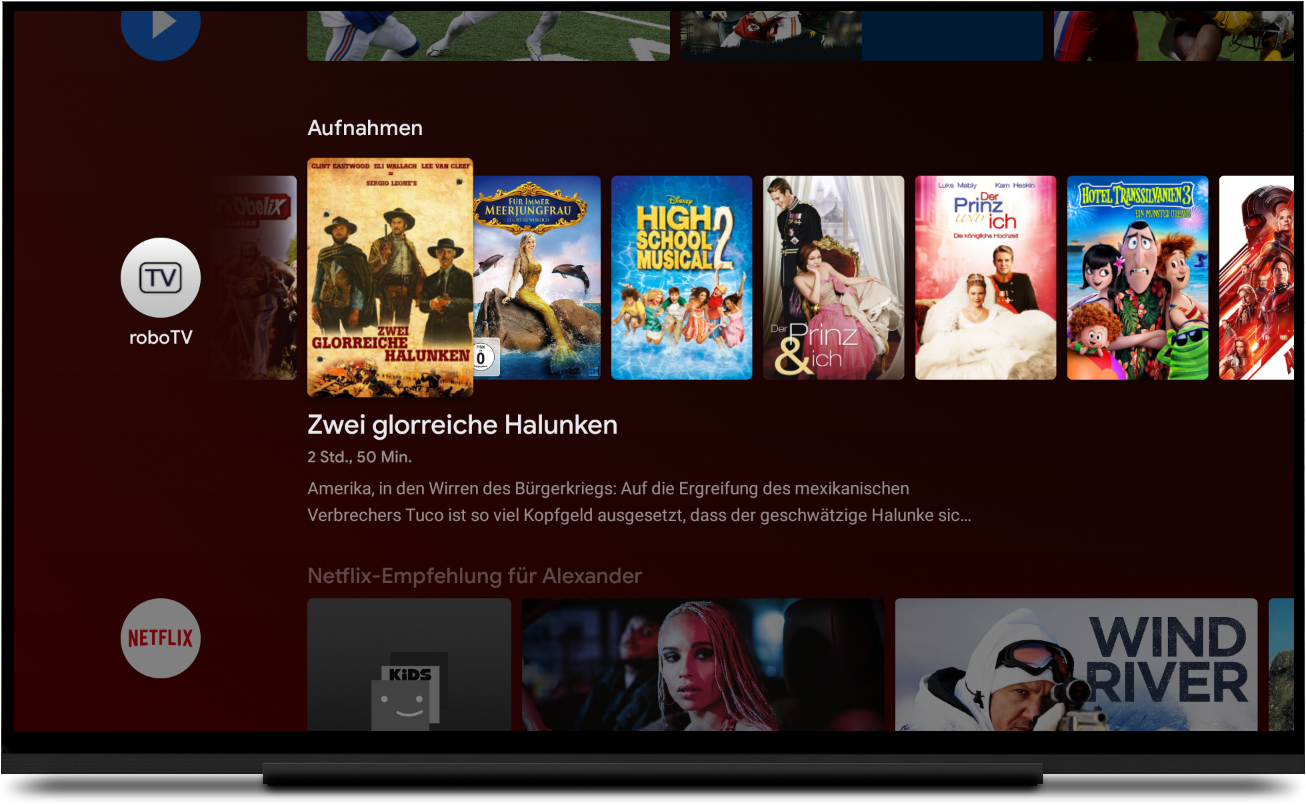 Aufnahmen
CLINT EASTWOOD ELI WALLACH LEE VAN CLEEF
in
SERGIO LEONE'S
ZWEI
GLORREICHE
HALUNKEN
FÜR IMMER
MEERJUNGFRAU
FSK
0
Disney
HIGH
SCHOOL
MUSICAL 2
Der
Prinz
& ich
Luke Mably Kam Heskin
Der
Prinz
UND ich
Die königliche Hochzeit
HOTEL TRANSSILVANIEN 3
EIN MONSTER URLAUB
Obelix
TV
roboTV
Zwei glorreiche Halunken
2 Std., 50 Min.
Amerika, in den Wirren des Bürgerkriegs: Auf die Ergreifung des mexikanischen
Verbrechers Tuco ist so viel Kopfgeld ausgesetzt, dass der geschwätzige Halunke sic...
Netflix-Empfehlung für Alexander
NETFLIX
KiDS
WIND
RIVER